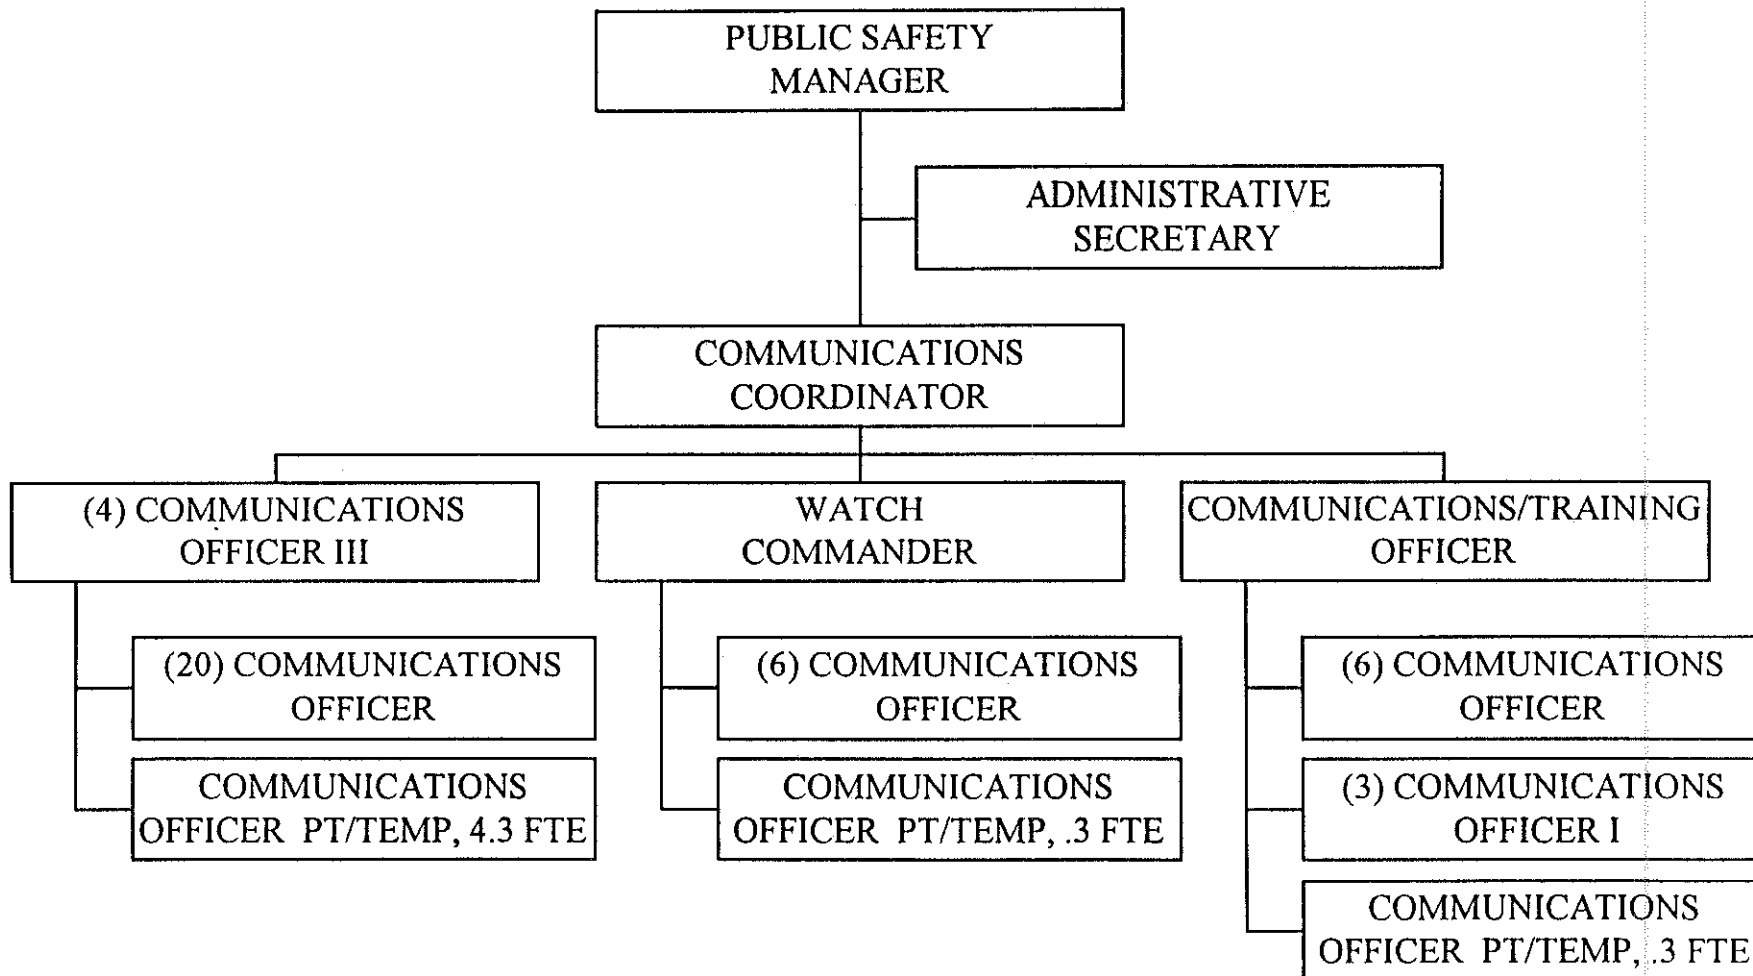 PUBLIC SAFETY
MANAGER
ADMINISTRATIVE
SECRETARY
COMMUNICATIONS
COORDINATOR
(4) COMMUNICATIONS
OFFICER III
WATCH
COMMANDER
COMMUNICATIONS/TRAINING
OFFICER
(20) COMMUNICATIONS
OFFICER
COMMUNICATIONS
OFFICER PT/TEMP, 4.3 FTE
(6) COMMUNICATIONS
OFFICER
COMMUNICATIONS
OFFICER PT/TEMP, .3 FTE
(6) COMMUNICATIONS
OFFICER
(3) COMMUNICATIONS
OFFICER I
COMMUNICATIONS
OFFICER PT/TEMP, .3 FTE